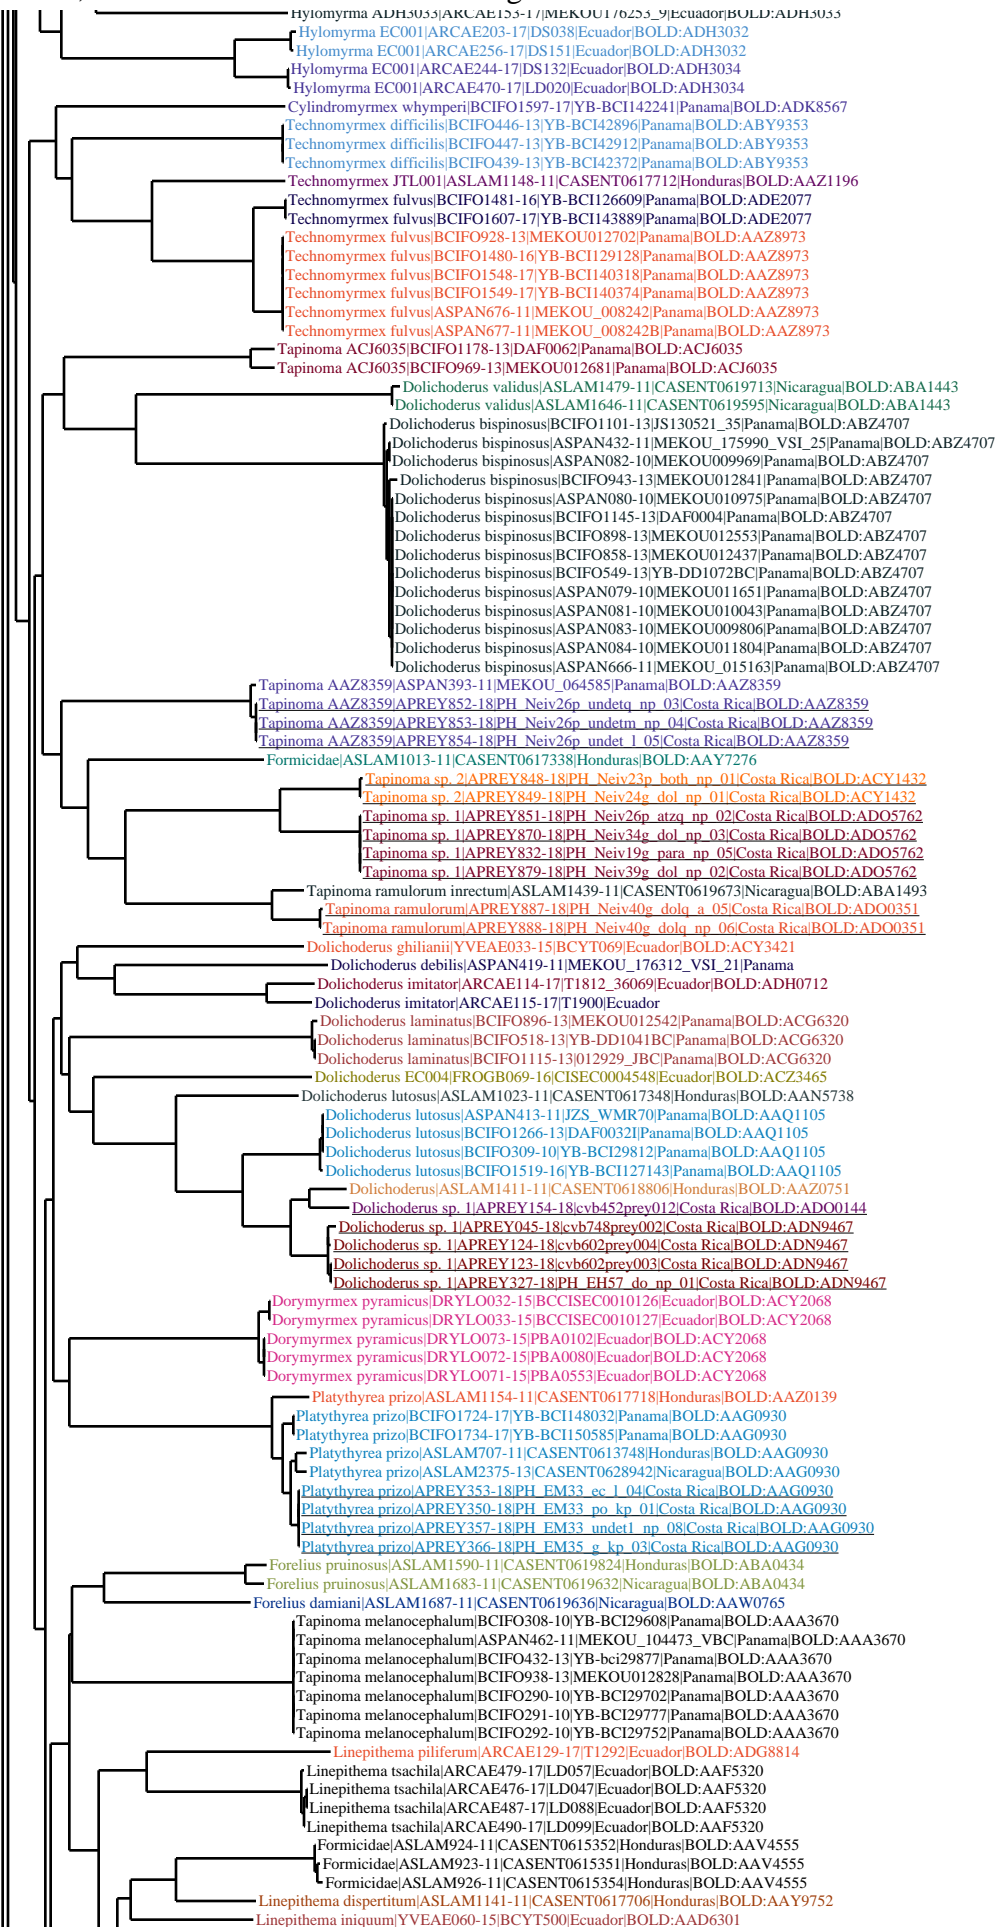 Hylomyrma ADH3033|ARCAE153-17|MEKOU176253_9|Ecuador|BOLD:ADH3033
Hylomyrma EC001|ARCAE203-17|DS038|Ecuador|BOLD:ADH3032
Hylomyrma EC001|ARCAE256-17|DS151|Ecuador|BOLD:ADH3032
Hylomyrma EC001|ARCAE244-17|DS132|Ecuador|BOLD:ADH3034
Hylomyrma EC001|ARCAE470-17|LD020|Ecuador|BOLD:ADH3034
Cylindromyrmex whymperi|BCIFO1597-17|YB-BCI142241|Panama|BOLD:ADK8567
Technomyrmex difficilis|BCIFO446-13|YB-BCI42896|Panama|BOLD:ABY9353
Technomyrmex difficilis|BCIFO447-13|YB-BCI42912|Panama|BOLD:ABY9353
Technomyrmex difficilis|BCIFO439-13|YB-BCI42372|Panama|BOLD:ABY9353
Technomyrmex JTL001|ASLAM1148-11|CASENT0617712|Honduras|BOLD:AAZ1196
Technomyrmex fulvus|BCIFO1481-16|YB-BCI126609|Panama|BOLD:ADE2077
Technomyrmex fulvus|BCIFO1607-17|YB-BCI143889|Panama|BOLD:ADE2077
Technomyrmex fulvus|BCIFO928-13|MEKOU012702|Panama|BOLD:AAZ8973
Technomyrmex fulvus|BCIFO1480-16|YB-BCI129128|Panama|BOLD:AAZ8973
Technomyrmex fulvus|BCIFO1548-17|YB-BCI140318|Panama|BOLD:AAZ8973
Technomyrmex fulvus|BCIFO1549-17|YB-BCI140374|Panama|BOLD:AAZ8973
Technomyrmex fulvus|ASPAN676-11|MEKOU_008242|Panama|BOLD:AAZ8973
Technomyrmex fulvus|ASPAN677-11|MEKOU_008242B|Panama|BOLD:AAZ8973
Tapinoma ACJ6035|BCIFO1178-13|DAF0062|Panama|BOLD:ACJ6035
Tapinoma ACJ6035|BCIFO969-13|MEKOU012681|Panama|BOLD:ACJ6035
Dolichoderus validus|ASLAM1479-11|CASENT0619713|Nicaragua|BOLD:ABA1443
Dolichoderus validus|ASLAM1646-11|CASENT0619595|Nicaragua|BOLD:ABA1443
Dolichoderus bispinosus|BCIFO1101-13|JS130521_35|Panama|BOLD:ABZ4707
Dolichoderus bispinosus|ASPAN432-11|MEKOU_175990_VSI_25|Panama|BOLD:ABZ4707
Dolichoderus bispinosus|ASPAN082-10|MEKOU009969|Panama|BOLD:ABZ4707
Dolichoderus bispinosus|BCIFO943-13|MEKOU012841|Panama|BOLD:ABZ4707
Dolichoderus bispinosus|ASPAN080-10|MEKOU010975|Panama|BOLD:ABZ4707
Dolichoderus bispinosus|BCIFO1145-13|DAF0004|Panama|BOLD:ABZ4707
Dolichoderus bispinosus|BCIFO898-13|MEKOU012553|Panama|BOLD:ABZ4707
Dolichoderus bispinosus|BCIFO858-13|MEKOU012437|Panama|BOLD:ABZ4707
Dolichoderus bispinosus|BCIFO549-13|YB-DD1072BC|Panama|BOLD:ABZ4707
Dolichoderus bispinosus|ASPAN079-10|MEKOU011651|Panama|BOLD:ABZ4707
Dolichoderus bispinosus|ASPAN081-10|MEKOU010043|Panama|BOLD:ABZ4707
Dolichoderus bispinosus|ASPAN083-10|MEKOU009806|Panama|BOLD:ABZ4707
Dolichoderus bispinosus|ASPAN084-10|MEKOU011804|Panama|BOLD:ABZ4707
Dolichoderus bispinosus|ASPAN666-11|MEKOU_015163|Panama|BOLD:ABZ4707
Tapinoma AAZ8359|ASPAN393-11|MEKOU_064585|Panama|BOLD:AAZ8359
Tapinoma AAZ8359|APREY852-18|PH_Neiv26p_undetq_np_03|Costa Rica|BOLD:AAZ8359
Tapinoma AAZ8359|APREY853-18|PH_Neiv26p_undetm_np_04|Costa Rica|BOLD:AAZ8359
Tapinoma AAZ8359|APREY854-18|PH_Neiv26p_undet_l_05|Costa Rica|BOLD:AAZ8359
Formicidae|ASLAM1013-11|CASENT0617338|Honduras|BOLD:AAY7276
Tapinoma sp. 2|APREY848-18|PH_Neiv23p_both_np_01|Costa Rica|BOLD:ACY1432
Tapinoma sp. 2|APREY849-18|PH_Neiv24g_dol_np_01|Costa Rica|BOLD:ACY1432
Tapinoma sp. 1|APREY851-18|PH_Neiv26p_atzq_np_02|Costa Rica|BOLD:ADO5762
Tapinoma sp. 1|APREY870-18|PH_Neiv34g_dol_np_03|Costa Rica|BOLD:ADO5762
Tapinoma sp. 1|APREY832-18|PH_Neiv19g_para_np_05|Costa Rica|BOLD:ADO5762
Tapinoma sp. 1|APREY879-18|PH_Neiv39g_dol_np_02|Costa Rica|BOLD:ADO5762
Tapinoma ramulorum inrectum|ASLAM1439-11|CASENT0619673|Nicaragua|BOLD:ABA1493
Tapinoma ramulorum|APREY887-18|PH_Neiv40g_dolq_a_05|Costa Rica|BOLD:ADO0351
Tapinoma ramulorum|APREY888-18|PH_Neiv40g_dolq_np_06|Costa Rica|BOLD:ADO0351
Dolichoderus ghilianii|YVEAE033-15|BCYT069|Ecuador|BOLD:ACY3421
Dolichoderus debilis|ASPAN419-11|MEKOU_176312_VSI_21|Panama
Dolichoderus imitator|ARCAE114-17|T1812_36069|Ecuador|BOLD:ADH0712
Dolichoderus imitator|ARCAE115-17|T1900|Ecuador
Dolichoderus laminatus|BCIFO896-13|MEKOU012542|Panama|BOLD:ACG6320
Dolichoderus laminatus|BCIFO518-13|YB-DD1041BC|Panama|BOLD:ACG6320
Dolichoderus laminatus|BCIFO1115-13|012929_JBC|Panama|BOLD:ACG6320
Dolichoderus EC004|FROGB069-16|CISEC0004548|Ecuador|BOLD:ACZ3465
Dolichoderus lutosus|ASLAM1023-11|CASENT0617348|Honduras|BOLD:AAN5738
Dolichoderus lutosus|ASPAN413-11|JZS_WMR70|Panama|BOLD:AAQ1105
Dolichoderus lutosus|BCIFO1266-13|DAF0032I|Panama|BOLD:AAQ1105
Dolichoderus lutosus|BCIFO309-10|YB-BCI29812|Panama|BOLD:AAQ1105
Dolichoderus lutosus|BCIFO1519-16|YB-BCI127143|Panama|BOLD:AAQ1105
Dolichoderus|ASLAM1411-11|CASENT0618806|Honduras|BOLD:AAZ0751
Dolichoderus sp. 1|APREY154-18|cvb452prey012|Costa Rica|BOLD:ADO0144
Dolichoderus sp. 1|APREY045-18|cvb748prey002|Costa Rica|BOLD:ADN9467
Dolichoderus sp. 1|APREY124-18|cvb602prey004|Costa Rica|BOLD:ADN9467
Dolichoderus sp. 1|APREY123-18|cvb602prey003|Costa Rica|BOLD:ADN9467
Dolichoderus sp. 1|APREY327-18|PH_EH57_do_np_01|Costa Rica|BOLD:ADN9467
Dorymyrmex pyramicus|DRYLO032-15|BCCISEC0010126|Ecuador|BOLD:ACY2068
Dorymyrmex pyramicus|DRYLO033-15|BCCISEC0010127|Ecuador|BOLD:ACY2068
Dorymyrmex pyramicus|DRYLO073-15|PBA0102|Ecuador|BOLD:ACY2068
Dorymyrmex pyramicus|DRYLO072-15|PBA0080|Ecuador|BOLD:ACY2068
Dorymyrmex pyramicus|DRYLO071-15|PBA0553|Ecuador|BOLD:ACY2068
Platythyrea prizo|ASLAM1154-11|CASENT0617718|Honduras|BOLD:AAZ0139
Platythyrea prizo|BCIFO1724-17|YB-BCI148032|Panama|BOLD:AAG0930
Platythyrea prizo|BCIFO1734-17|YB-BCI150585|Panama|BOLD:AAG0930
Platythyrea prizo|ASLAM707-11|CASENT0613748|Honduras|BOLD:AAG0930
Platythyrea prizo|ASLAM2375-13|CASENT0628942|Nicaragua|BOLD:AAG0930
Platythyrea prizo|APREY353-18|PH_EM33_ec_l_04|Costa Rica|BOLD:AAG0930
Platythyrea prizo|APREY350-18|PH_EM33_po_kp_01|Costa Rica|BOLD:AAG0930
Platythyrea prizo|APREY357-18|PH_EM33_undet1_np_08|Costa Rica|BOLD:AAG0930
Platythyrea prizo|APREY366-18|PH_EM35_g_kp_03|Costa Rica|BOLD:AAG0930
Forelius pruinosus|ASLAM1590-11|CASENT0619824|Honduras|BOLD:ABA0434
Forelius pruinosus|ASLAM1683-11|CASENT0619632|Nicaragua|BOLD:ABA0434
Forelius damiani|ASLAM1687-11|CASENT0619636|Nicaragua|BOLD:AAW0765
Tapinoma melanocephalum|BCIFO308-10|YB-BCI29608|Panama|BOLD:AAA3670
Tapinoma melanocephalum|ASPAN462-11|MEKOU_104473_VBC|Panama|BOLD:AAA3670
Tapinoma melanocephalum|BCIFO432-13|YB-bci29877|Panama|BOLD:AAA3670
Tapinoma melanocephalum|BCIFO938-13|MEKOU012828|Panama|BOLD:AAA3670
Tapinoma melanocephalum|BCIFO290-10|YB-BCI29702|Panama|BOLD:AAA3670
Tapinoma melanocephalum|BCIFO291-10|YB-BCI29777|Panama|BOLD:AAA3670
Tapinoma melanocephalum|BCIFO292-10|YB-BCI29752|Panama|BOLD:AAA3670
Linepithema piliferum|ARCAE129-17|T1292|Ecuador|BOLD:ADG8814
Linepithema tsachila|ARCAE479-17|LD057|Ecuador|BOLD:AAF5320
Linepithema tsachila|ARCAE476-17|LD047|Ecuador|BOLD:AAF5320
Linepithema tsachila|ARCAE487-17|LD088|Ecuador|BOLD:AAF5320
Linepithema tsachila|ARCAE490-17|LD099|Ecuador|BOLD:AAF5320
Formicidae|ASLAM924-11|CASENT0615352|Honduras|BOLD:AAV4555
Formicidae|ASLAM923-11|CASENT0615351|Honduras|BOLD:AAV4555
Formicidae|ASLAM926-11|CASENT0615354|Honduras|BOLD:AAV4555
Linepithema dispertitum|ASLAM1141-11|CASENT0617706|Honduras|BOLD:AAY9752
Linepithema iniquum|YVEAE060-15|BCYT500|Ecuador|BOLD:AAD6301